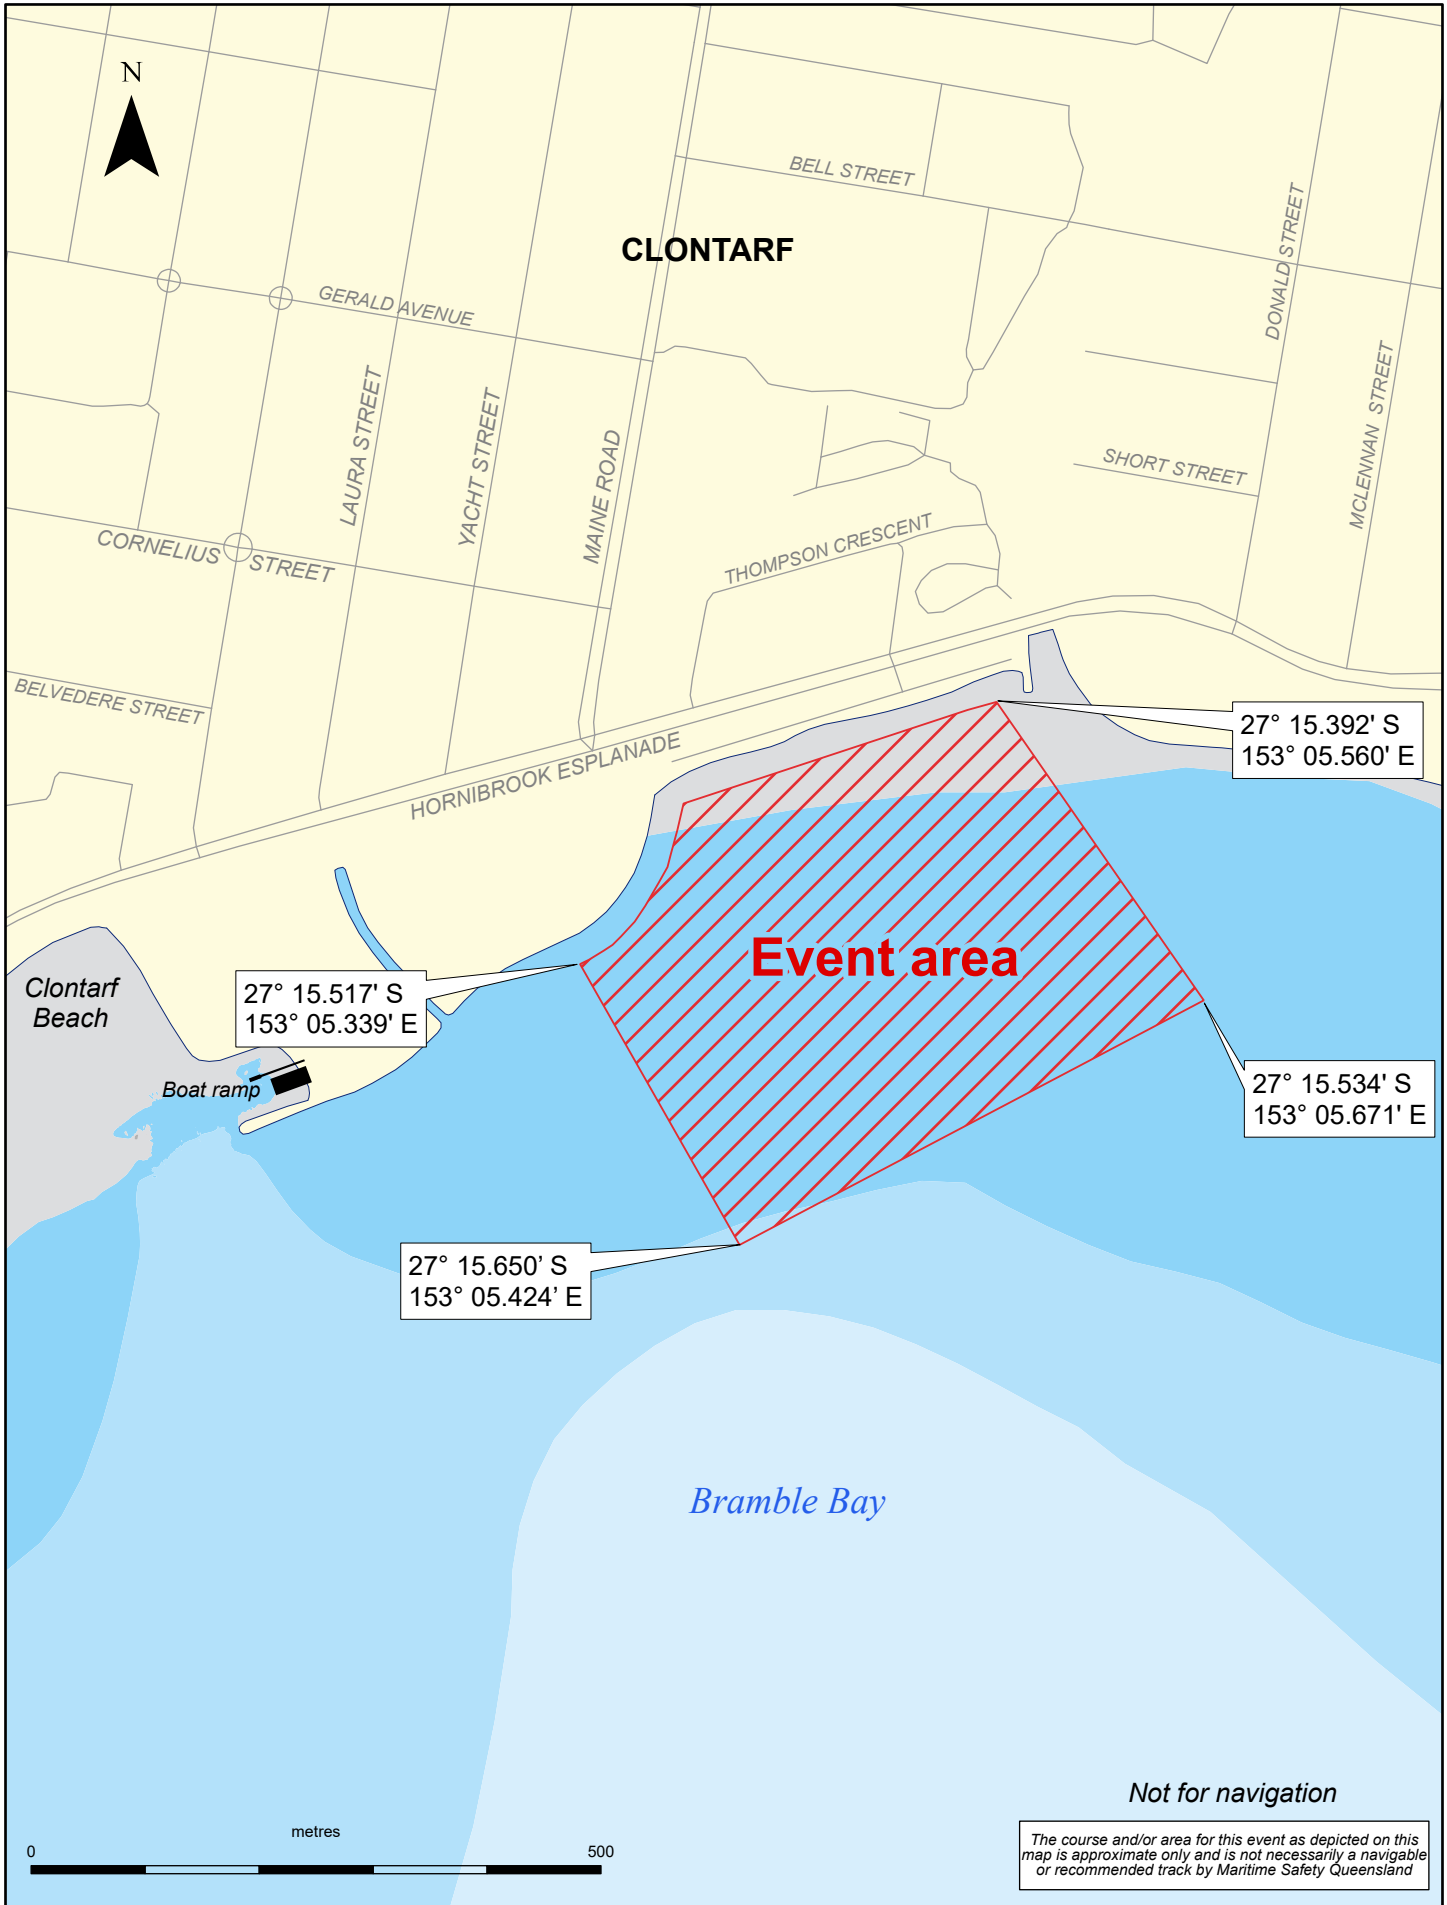 N
BELL STREET
CLONTARF
DONALD STREET
GERALD AVENUE
LAURA STREET
YACHT STREET
MAINE ROAD
MCLENNAN STREET
SHORT STREET
CORNELIUS STREET
THOMPSON CRESCENT
BELVEDERE STREET
HORNIBROOK ESPLANADE
27° 15.392' S
153° 05.560' E
Event area
Clontarf
Beach
27° 15.517' S
153° 05.339' E
Boat ramp
27° 15.534' S
153° 05.671' E
27° 15.650’ S
153° 05.424’ E
Bramble Bay
Not for navigation
metres
0 500
The course and/or area for this event as depicted on this
map is approximate only and is not necessarily a navigable
or recommended track by Maritime Safety Queensland